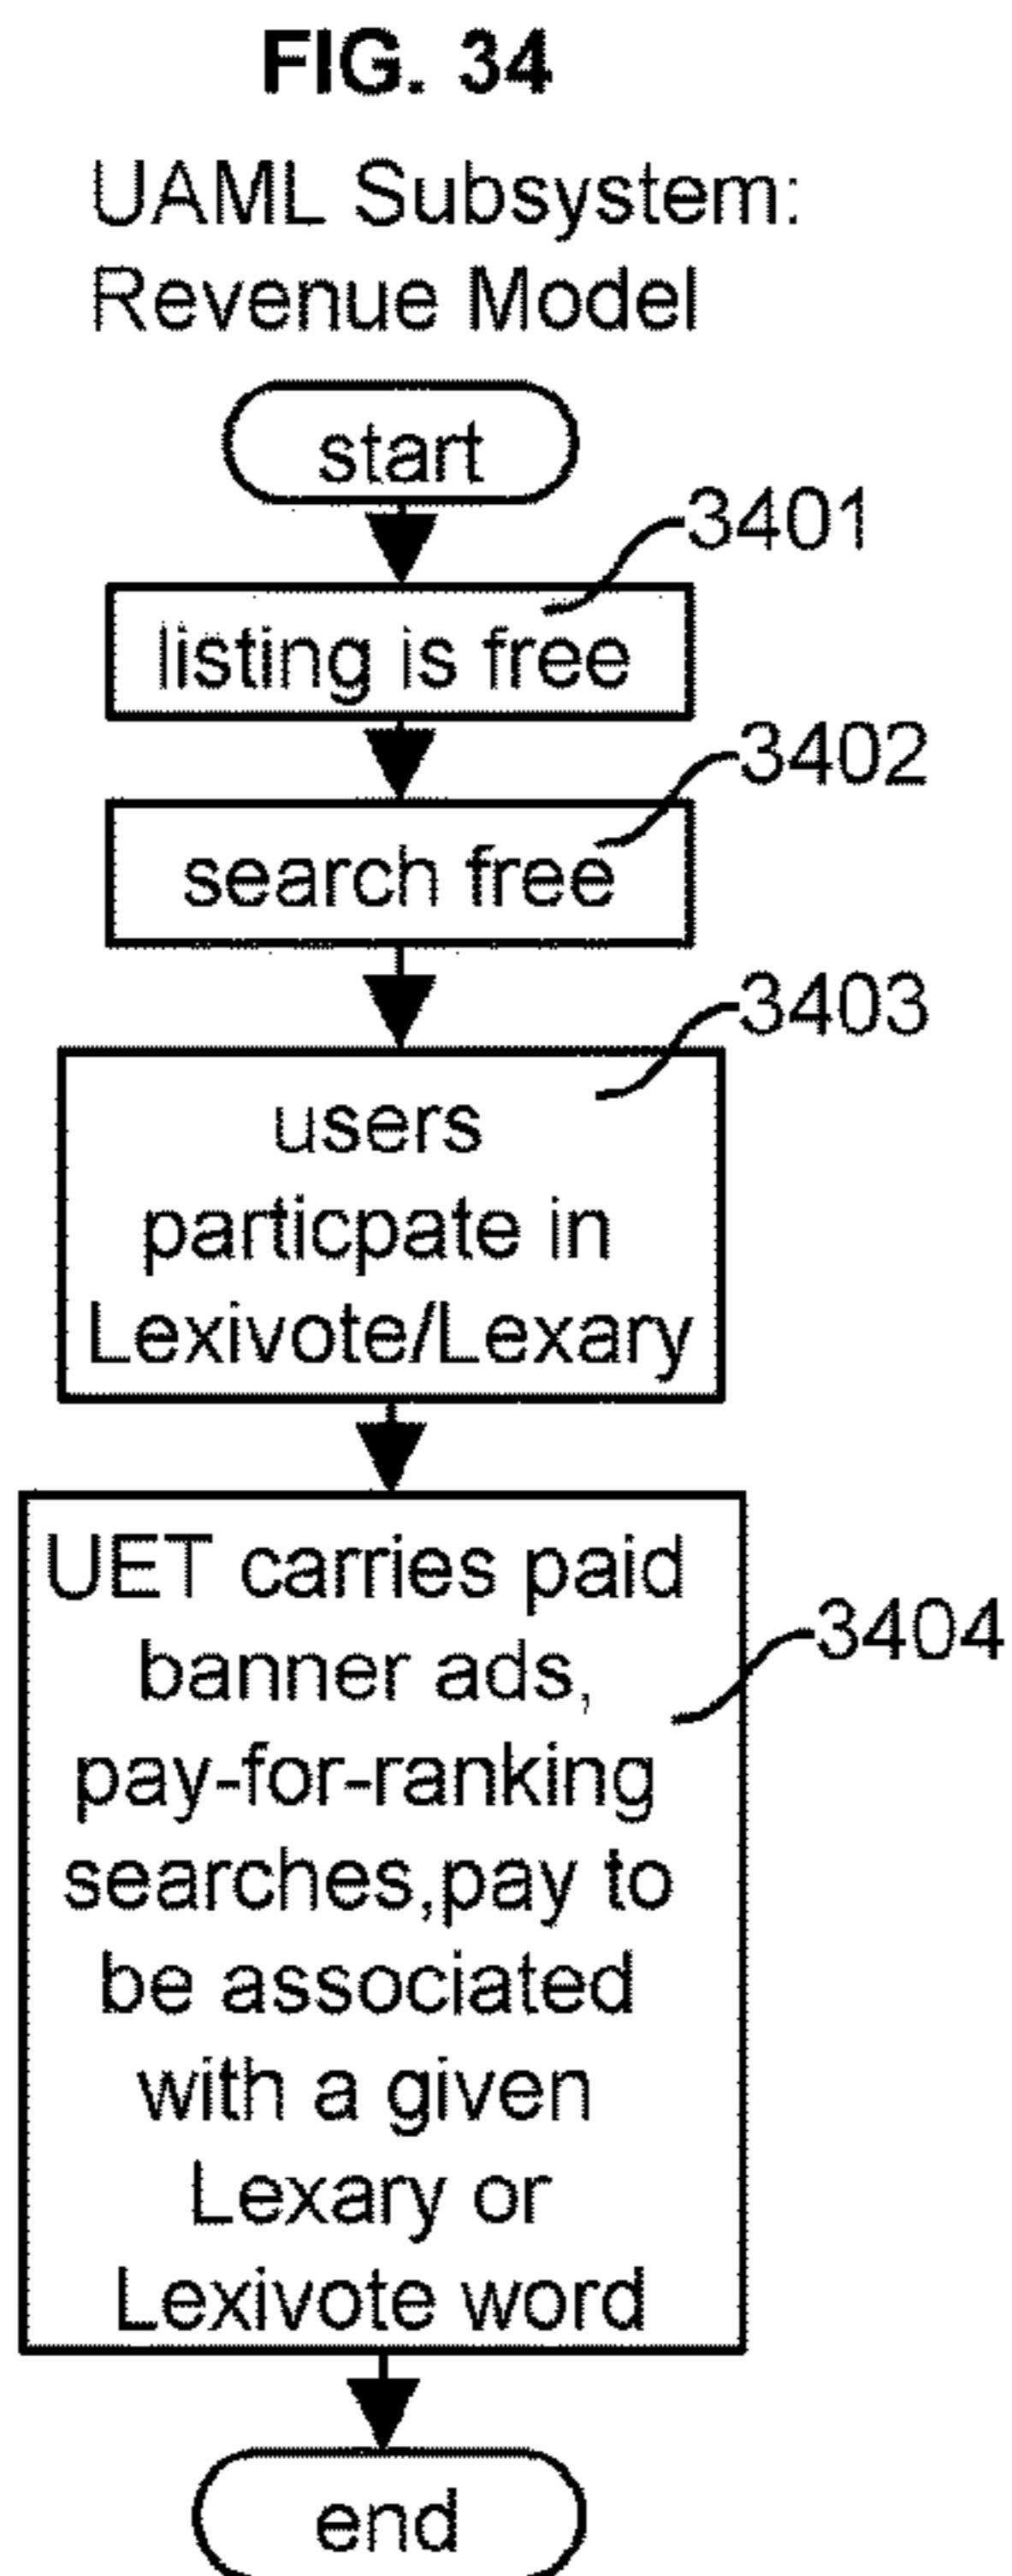 FIG. 34
UAML Subsystem:
Revenue Model
start
3401
listing is free
3402
search free
3403
users
particpate in
Lexivote/Lexary
UET carries paid
banner ads,
3404
pay-for-ranking
searches,pay to
be associated
with a given
Lexary or
Lexivote word
end